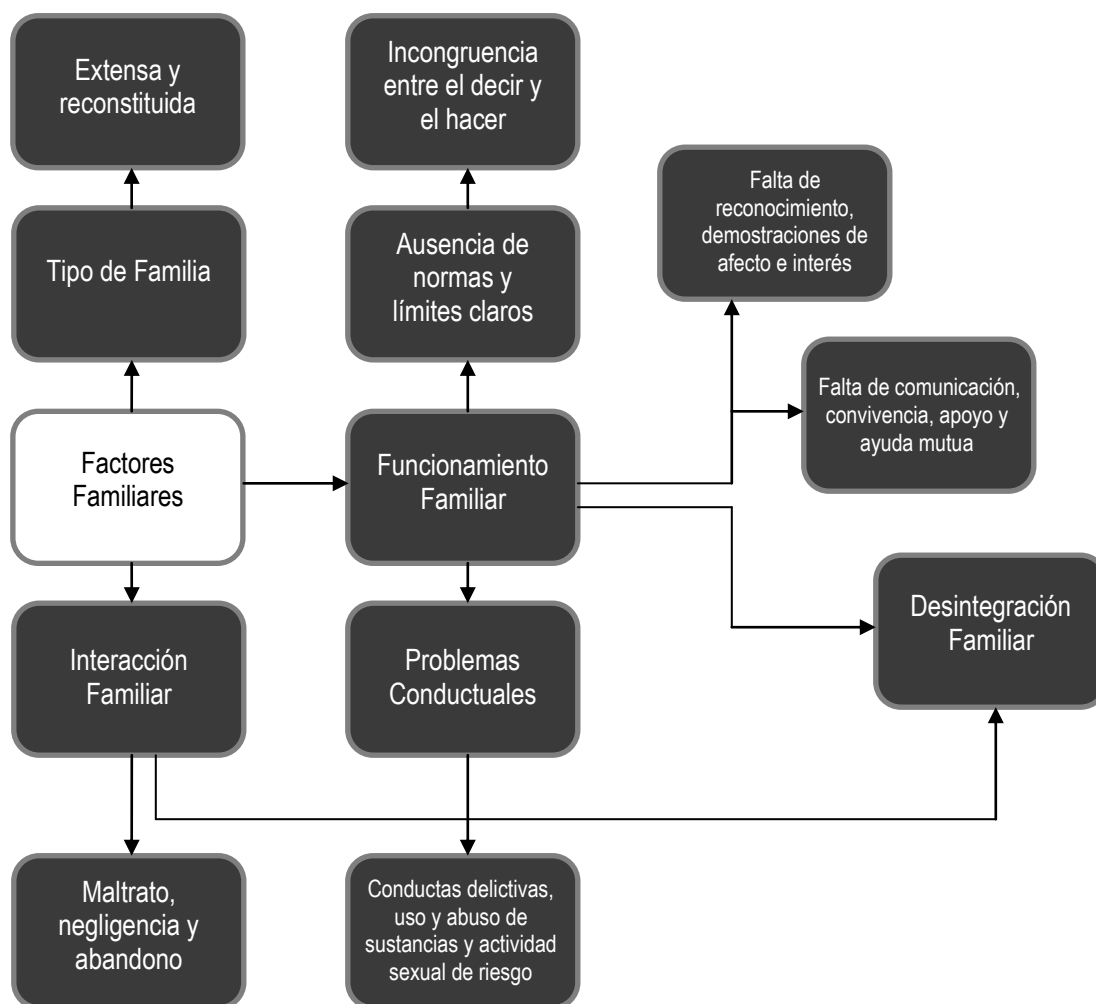 Extensa y
reconstituida
Incongruencia
entre el decir y
el hacer
Falta de
reconocimiento,
demostraciones de
afecto e interés
Tipo de Familia
Ausencia de
normas y
límites claros
Falta de comunicación,
convivencia, apoyo y
ayuda mutua
Factores
Familiares
Funcionamiento
Familiar
Desintegración
Familiar
Interacción
Familiar
Problemas
Conductuales
Maltrato,
negligencia y
abandono
Conductas delictivas,
uso y abuso de
sustancias y actividad
sexual de riesgo